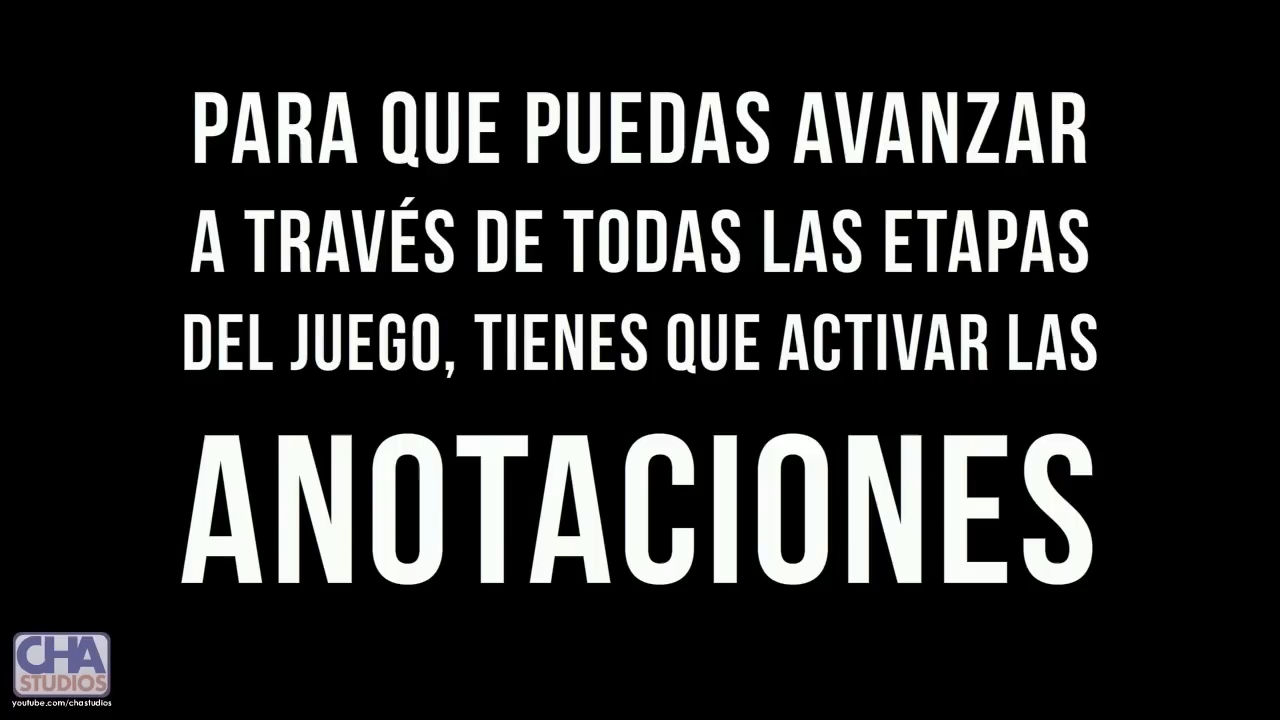 PARA QUE PUEDAS AVANZAR
A TRAVÉS DE TODAS LAS ETAPAS
DEL JUEGO, TIENES QUE ACTIVAR LAS
ANOTACIONES
CHA
STUDIOS
youtube.com/chastudios